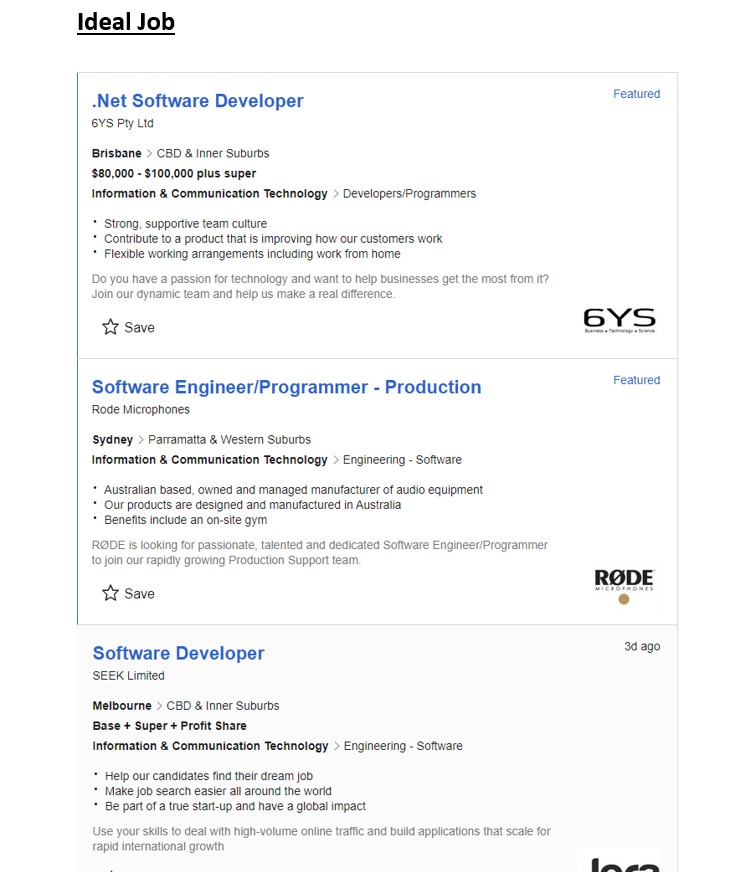 Ideal Job
.Net Software Developer
Featured
6YS Pty Ltd
Brisbane > CBD & Inner Suburbs
$80,000 - $100,000 plus super
Information & Communication Technology > Developers/Programmers
• Strong, supportive team culture
• Contribute to a product that is improving how our customers work
• Flexible working arrangements including work from home
Do you have a passion for technology and want to help businesses get the most from it?
Join our dynamic team and help us make a real difference.
Save
6YS
Business • Technology • Science
Software Engineer/Programmer - Production
Featured
Rode Microphones
Sydney > Parramatta & Western Suburbs
Information & Communication Technology > Engineering - Software
• Australian based, owned and managed manufacturer of audio equipment
• Our products are designed and manufactured in Australia
• Benefits include an on-site gym
RØDE is looking for passionate, talented and dedicated Software Engineer/Programmer
to join our rapidly growing Production Support team.
Save
RØDE
MICROPHONES
Software Developer
3d ago
SEEK Limited
Melbourne > CBD & Inner Suburbs
Base + Super + Profit Share
Information & Communication Technology > Engineering - Software
• Help our candidates find their dream job
• Make job search easier all around the world
• Be part of a true start-up and have a global impact
Use your skills to deal with high-volume online traffic and build applications that scale for
rapid international growth